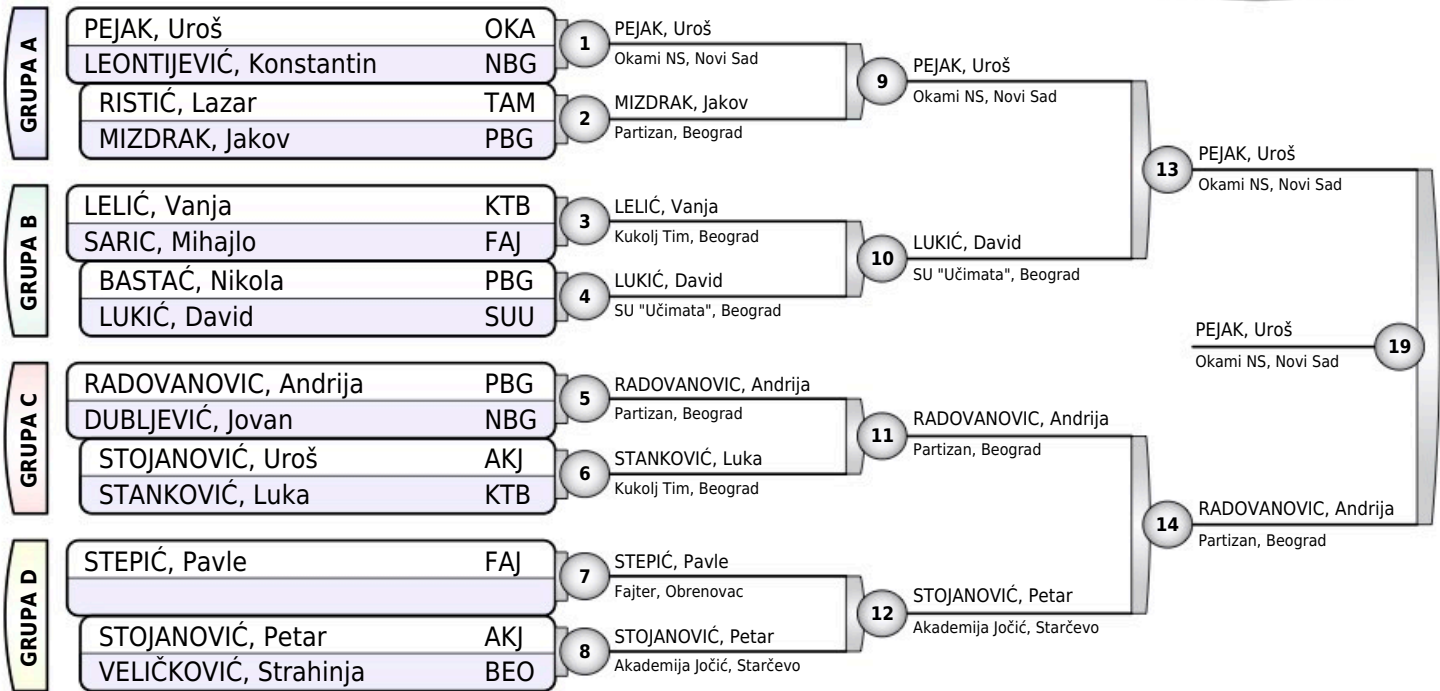 GRUPA A
PEJAK, Uroš OKA
LEONTIJEVIĆ, Konstantin NBG
RISTIĆ, Lazar TAM
MIZDRAK, Jakov PBG
GRUPA B
LELIĆ, Vanja KTB
SARIC, Mihajlo FAJ
BASTAĆ, Nikola PBG
LUKIĆ, David SUU
GRUPA C
RADOVANOVIC, Andrija PBG
DUBLJEVIĆ, Jovan NBG
STOJANOVIĆ, Uroš AKJ
STANKOVIĆ, Luka KTB
GRUPA D
STEPIĆ, Pavle FAJ
STOJANOVIĆ, Petar AKJ
VELIČKOVIĆ, Strahinja BEO
1
PEJAK, Uroš
Okami NS, Novi Sad
2
MIZDRAK, Jakov
Partizan, Beograd
3
LELIĆ, Vanja
Kukolj Tim, Beograd
4
LUKIĆ, David
SU "Učimata", Beograd
5
RADOVANOVIC, Andrija
Partizan, Beograd
6
STANKOVIĆ, Luka
Kukolj Tim, Beograd
7
STEPIĆ, Pavle
Fajter, Obrenovac
8
STOJANOVIĆ, Petar
Akademija Jočić, Starčevo
9
PEJAK, Uroš
Okami NS, Novi Sad
10
LUKIĆ, David
SU "Učimata", Beograd
11
RADOVANOVIC, Andrija
Partizan, Beograd
12
STOJANOVIĆ, Petar
Akademija Jočić, Starčevo
13
PEJAK, Uroš
Okami NS, Novi Sad
14
RADOVANOVIC, Andrija
Partizan, Beograd
PEJAK, Uroš
Okami NS, Novi Sad
19